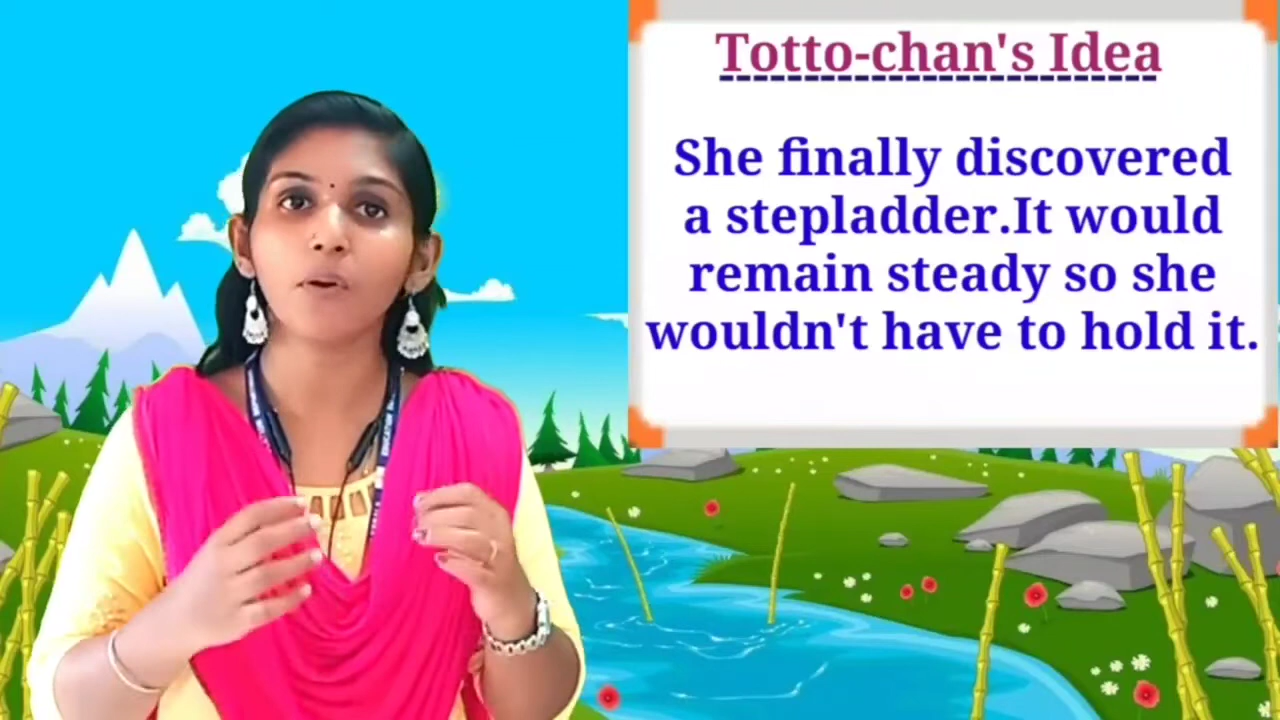 Totto-chan's Idea
She finally discovered
a stepladder.It would
remain steady so she
wouldn't have to hold it.